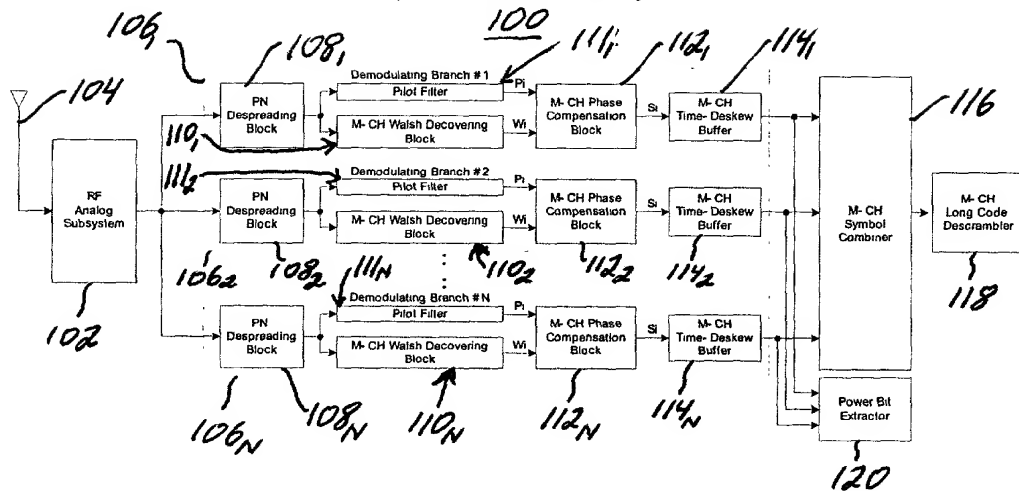 100
106₁
108₁
111₁
112₁
114₁
104
116
Demodulating Branch #1
PN
Despreading
Block
Pilot Filter
Pi
M- CH Walsh Decovering
Block
Wi
M- CH Phase
Compensation
Block
Si
M- CH
Time- Deskew
Buffer
110₁
111₂
RF
Analog
Subsystem
Demodulating Branch #2
PN
Despreading
Block
Pilot Filter
Pi
M- CH Walsh Decovering
Block
Wi
M- CH Phase
Compensation
Block
Si
M- CH
Time- Deskew
Buffer
M- CH
Symbol
Combiner
M- CH
Long Code
Descrambler
106₂
108₂
110₂
112₂
114₂
118
102
111N
Demodulating Branch #N
PN
Despreading
Block
Pilot Filter
Pi
M- CH Walsh Decovering
Block
Wi
M- CH Phase
Compensation
Block
Si
M- CH
Time- Deskew
Buffer
Power Bit
Extractor
106N
108N
110N
112N
114N
120